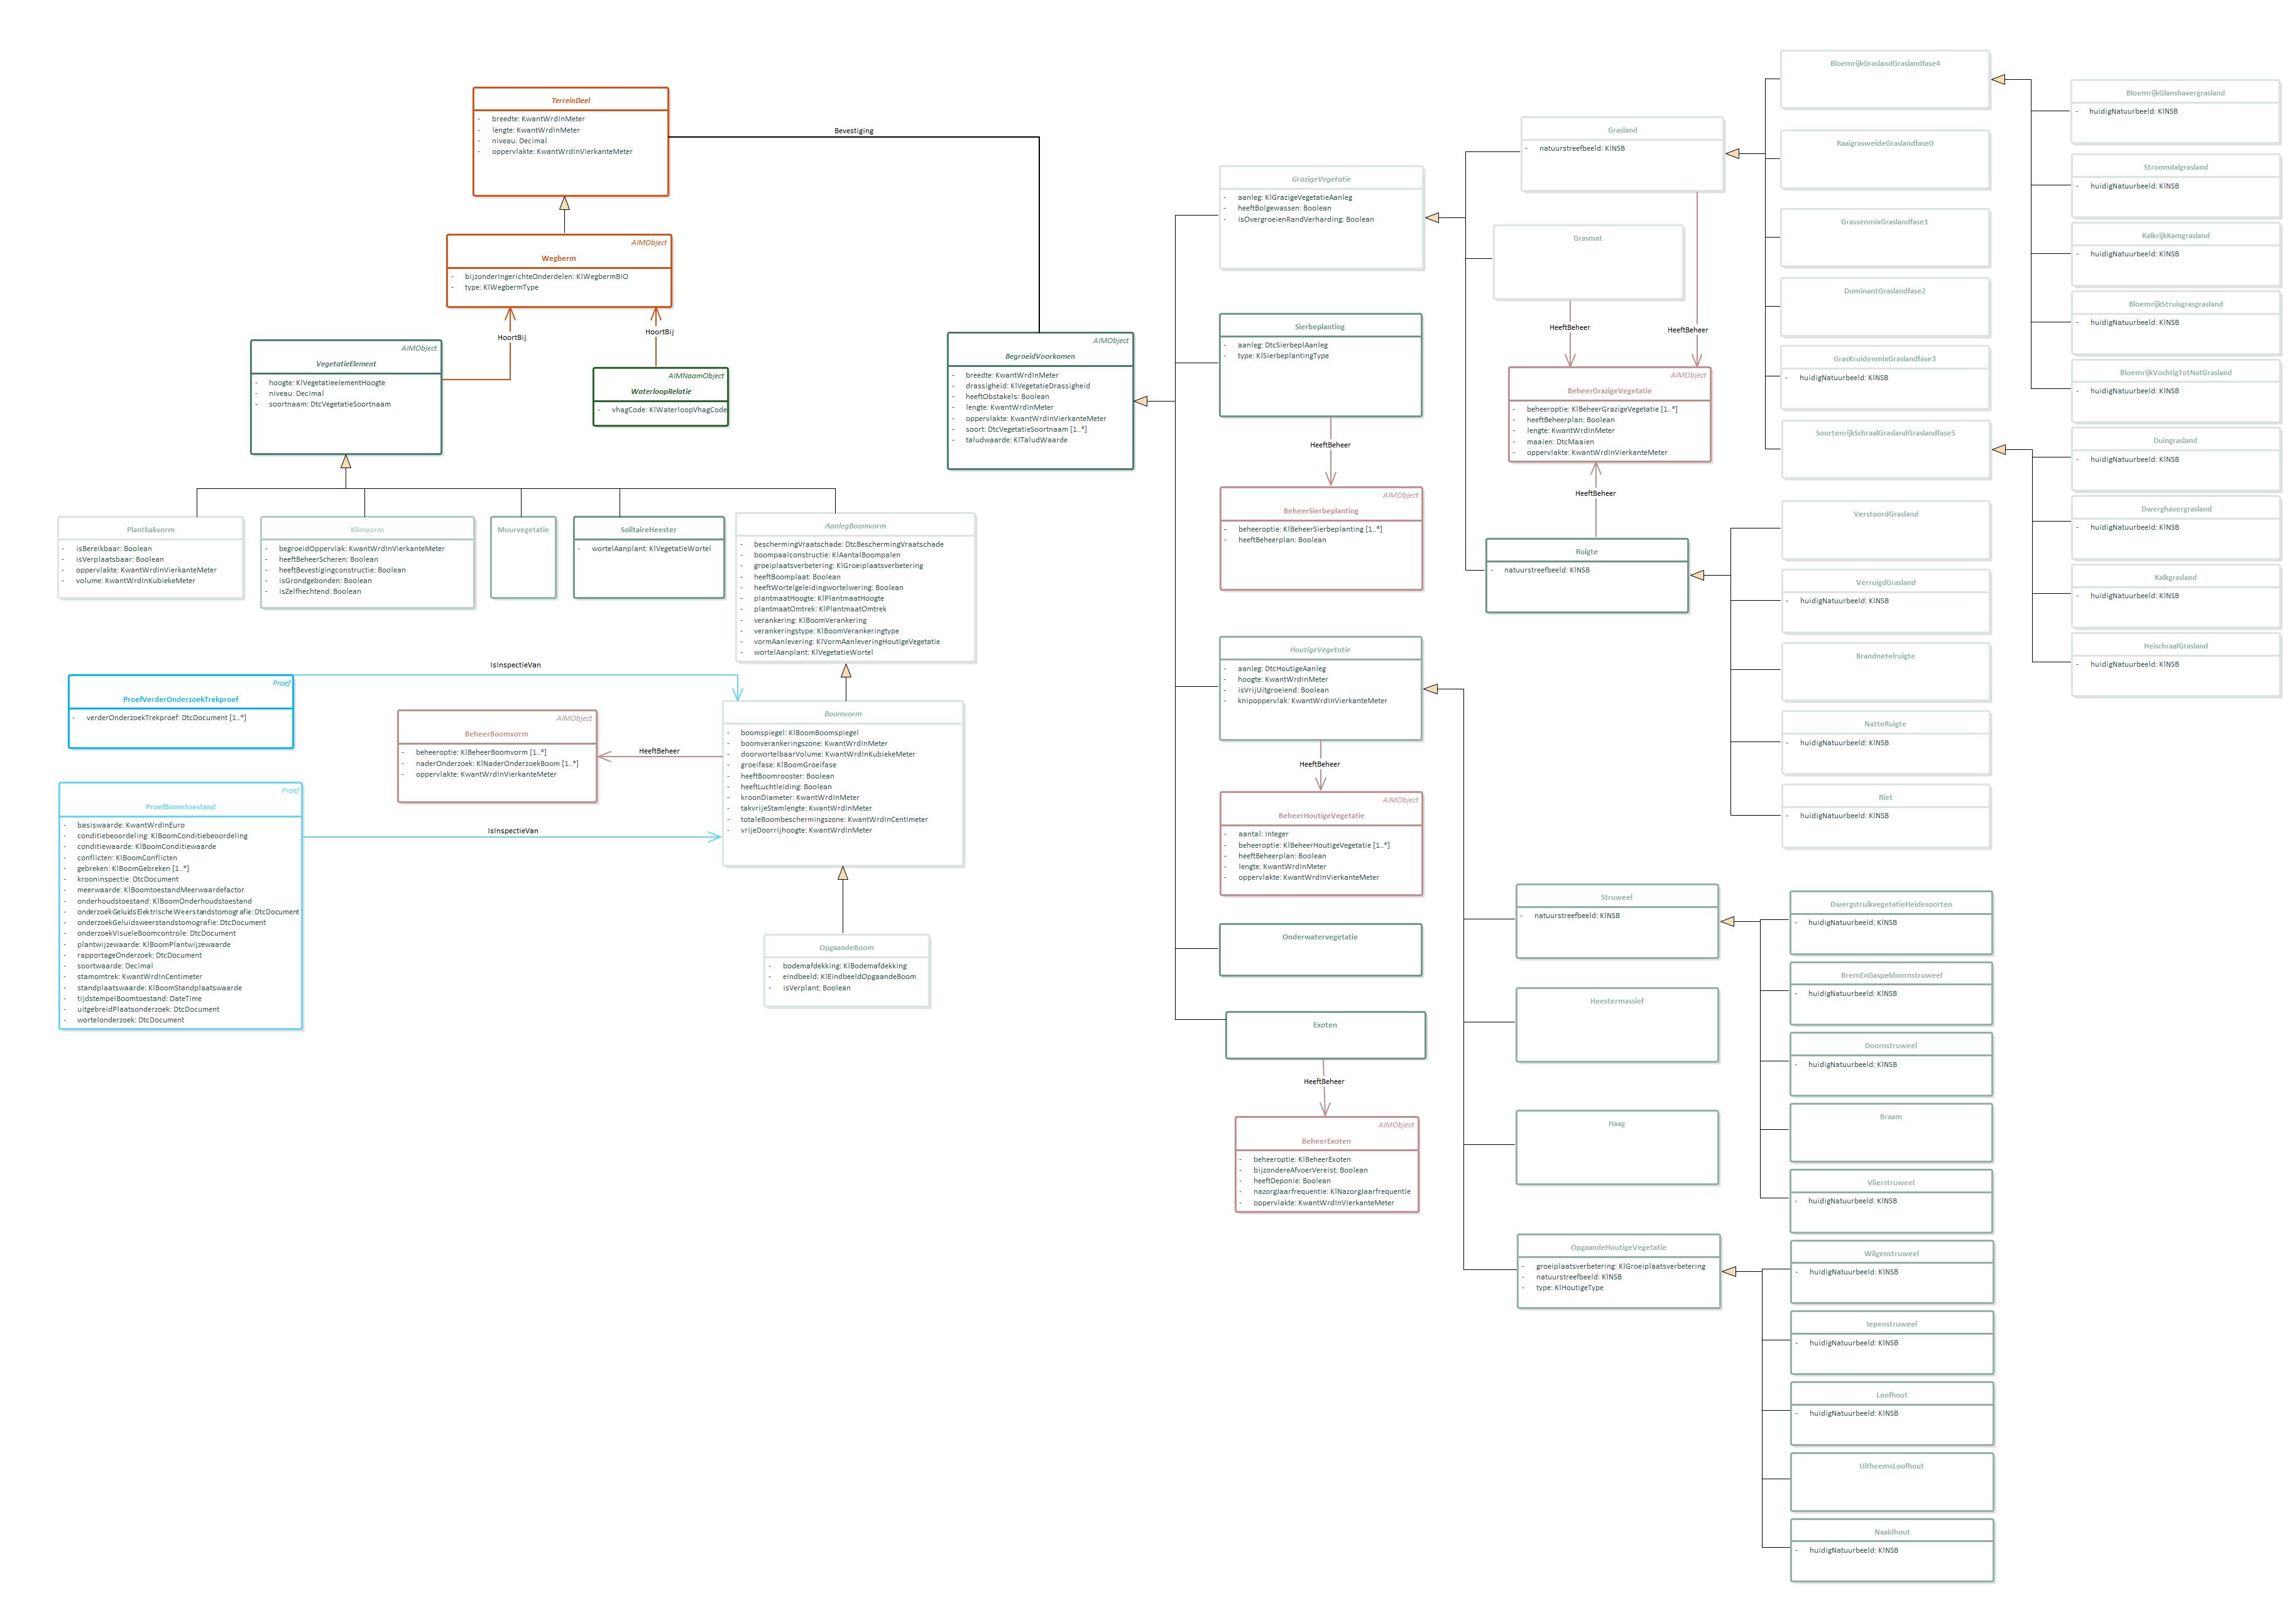 TerreinDeel
- breedte: KwantWrdInMeter
- lengte: KwantWrdInMeter
- niveau: Decimal
- oppervlakte: KwantWrdInVierkanteMeter
Bevestiging
AIMObject
Wegberm
- bijzonderIngerichteOnderdelen: KlWegbermBIO
- type: KlWegbermType
HoortBij
HoortBij
AIMObject
VegetatieElement
- hoogte: KlVegetatieelementHoogte
- niveau: Decimal
- soortnaam: DtcVegetatieSoortnaam
AIMNaamObject
WaterloopRelatie
- vhagCode: KlWaterloopVhagCode
AIMObject
BegroeidVoorkomen
- breedte: KwantWrdInMeter
- drassigheid: KlVegetatieDrassigheid
- heeftObstakels: Boolean
- lengte: KwantWrdInMeter
- oppervlakte: KwantWrdInVierkanteMeter
- soort: DtcVegetatieSoortnaam [1..*]
- taludwaarde: KlTaludWaarde
Plantbakvorm
- isBereikbaar: Boolean
- isVerplaatsbaar: Boolean
- oppervlakte: KwantWrdInVierkanteMeter
- volume: KwantWrdInKubiekeMeter
Klimvorm
- begroeidOppervlak: KwantWrdInVierkanteMeter
- heeftBeheerScheren: Boolean
- heeftBevestigingconstructie: Boolean
- isGrondgebonden: Boolean
- isZelfhechtend: Boolean
Muurvegetatie
SolitaireHeester
- wortelAanplant: KlVegetatieWortel
AanlegBoomvorm
- beschermingVraatschade: DtcBeschermingVraatschade
- boompaalconstructie: KlAantalBoompalen
- groeiplaatsverbetering: KlGroeiplaatsverbetering
- heeftBoomplaat: Boolean
- heeftWortelgeleidingwortelwering: Boolean
- plantmaatHoogte: KlPlantmaatHoogte
- plantmaatOmtrek: KlPlantmaatOmtrek
- verankering: KlBoomVerankering
- verankeringstype: KlBoomVerankeringtype
- vormAanlevering: KlVormAanleveringHoutigeVegetatie
- wortelAanplant: KlVegetatieWortel
IsInspectieVan
Proef
ProefVerderOnderzoekTrekproef
- verderOnderzoekTrekproef: DtcDocument [1..*]
AIMObject
BeheerBoomvorm
- beheeroptie: KlBeheerBoomvorm [1..*]
- naderOnderzoek: KlNaderOnderzoekBoom [1..*]
- oppervlakte: KwantWrdInVierkanteMeter
HeeftBeheer
Boomvorm
- boomspiegel: KlBoomBoomspiegel
- boomverankeringszone: KwantWrdInMeter
- doorwortelbaarVolume: KwantWrdInKubiekeMeter
- groeifase: KlBoomGroeifase
- heeftBoomrooster: Boolean
- heeftLuchtleiding: Boolean
- kroonDiameter: KwantWrdInMeter
- takvrijeStamlengte: KwantWrdInMeter
- totaleBoombeschermingszone: KwantWrdInCentimeter
- vrijeDoorrijhoogte: KwantWrdInMeter
Proef
ProefBoomtoestand
- basiswaarde: KwantWrdInEuro
- conditiebeoordeling: KlBoomConditiebeoordeling
- conditiewaarde: KlBoomConditiewaarde
- conflicten: KlBoomConflicten
- gebreken: KlBoomGebreken [1..*]
- krooninspectie: DtcDocument
- meerwaarde: KlBoomtoestandMeerwaardefactor
- onderhoudstoestand: KlBoomOnderhoudstoestand
- onderzoekGeluidsElektrischeWeerstandstomografie: DtcDocument
- onderzoekGeluidsweerstandstomografie: DtcDocument
- onderzoekVisueleBoomcontrole: DtcDocument
- plantwijzewaarde: KlBoomPlantwijzewaarde
- rapportageOnderzoek: DtcDocument
- soortwaarde: Decimal
- stamomtrek: KwantWrdInCentimeter
- standplaatswaarde: KlBoomStandplaatswaarde
- tijdstempelBoomtoestand: DateTime
- uitgebreidPlaatsonderzoek: DtcDocument
- wortelonderzoek: DtcDocument
IsInspectieVan
OpgaandeBoom
- bodemafdekking: KlBodemafdekking
- eindbeeld: KlEindbeeldOpgaandeBoom
- isVerplant: Boolean
GrazigeVegetatie
- aanleg: KlGrazigeVegetatieAanleg
- heeftBolgewassen: Boolean
- isOvergroeienRandVerharding: Boolean
Sierbeplanting
- aanleg: DtcSierbeplAanleg
- type: KlSierbeplantingType
HeeftBeheer
AIMObject
BeheerSierbeplanting
- beheeroptie: KlBeheerSierbeplanting [1..*]
- heeftBeheerplan: Boolean
HoutigeVegetatie
- aanleg: DtcHoutigeAanleg
- hoogte: KwantWrdInMeter
- isVrijUitgroeiend: Boolean
- knipoppervlak: KwantWrdInVierkanteMeter
HeeftBeheer
AIMObject
BeheerHoutigeVegetatie
- aantal: Integer
- beheeroptie: KlBeheerHoutigeVegetatie [1..*]
- heeftBeheerplan: Boolean
- lengte: KwantWrdInMeter
- oppervlakte: KwantWrdInVierkanteMeter
Onderwatervegetatie
Exoten
HeeftBeheer
AIMObject
BeheerExoten
- beheeroptie: KlBeheerExoten
- bijzondereAfvoerVereist: Boolean
- heeftDeponie: Boolean
- nazorgJaarfrequentie: KlNazorgJaarfrequentie
- oppervlakte: KwantWrdInVierkanteMeter
Grasland
- natuurstreefbeeld: KlNSB
Grasmat
HeeftBeheer
HeeftBeheer
AIMObject
BeheerGrazigeVegetatie
- beheeroptie: KlBeheerGrazigeVegetatie [1..*]
- heeftBeheerplan: Boolean
- lengte: KwantWrdInMeter
- maaien: DtcMaaien
- oppervlakte: KwantWrdInVierkanteMeter
HeeftBeheer
Ruigte
- natuurstreefbeeld: KlNSB
Struweel
- natuurstreefbeeld: KlNSB
Heestermassief
Haag
OpgaandeHoutigeVegetatie
- groeiplaatsverbetering: KlGroeiplaatsverbetering
- natuurstreefbeeld: KlNSB
- type: KlHoutigeType
BloemrijkGraslandGraslandfase4
RaaigrasweideGraslandfase0
GrassenmixGraslandfase1
DominantGraslandfase2
GrasKruidenmixGraslandfase3
- huidigNatuurbeeld: KlNSB
SoortenrijkSchraalGraslandGraslandfase5
VerstoordGrasland
VerruigdGrasland
- huidigNatuurbeeld: KlNSB
Brandnetelruigte
NatteRuigte
- huidigNatuurbeeld: KlNSB
Riet
- huidigNatuurbeeld: KlNSB
DwergstruikvegetatieHeidesoorten
- huidigNatuurbeeld: KlNSB
BremEnGaspeldoornstruweel
- huidigNatuurbeeld: KlNSB
Doornstruweel
- huidigNatuurbeeld: KlNSB
Braam
Vlierstruweel
- huidigNatuurbeeld: KlNSB
Wilgenstruweel
- huidigNatuurbeeld: KlNSB
Iepenstruweel
- huidigNatuurbeeld: KlNSB
Loofhout
- huidigNatuurbeeld: KlNSB
UitheemsLoofhout
Naaldhout
- huidigNatuurbeeld: KlNSB
BloemrijkGlanshavergrasland
- huidigNatuurbeeld: KlNSB
Stroomdalgrasland
- huidigNatuurbeeld: KlNSB
KalkrijkKamgrasland
- huidigNatuurbeeld: KlNSB
BloemrijkStruisgrasgrasland
- huidigNatuurbeeld: KlNSB
BloemrijkVochtigTotNatGrasland
- huidigNatuurbeeld: KlNSB
Duingrasland
- huidigNatuurbeeld: KlNSB
Dwerghavergrasland
- huidigNatuurbeeld: KlNSB
Kalkgrasland
- huidigNatuurbeeld: KlNSB
HeischraalGrasland
- huidigNatuurbeeld: KlNSB